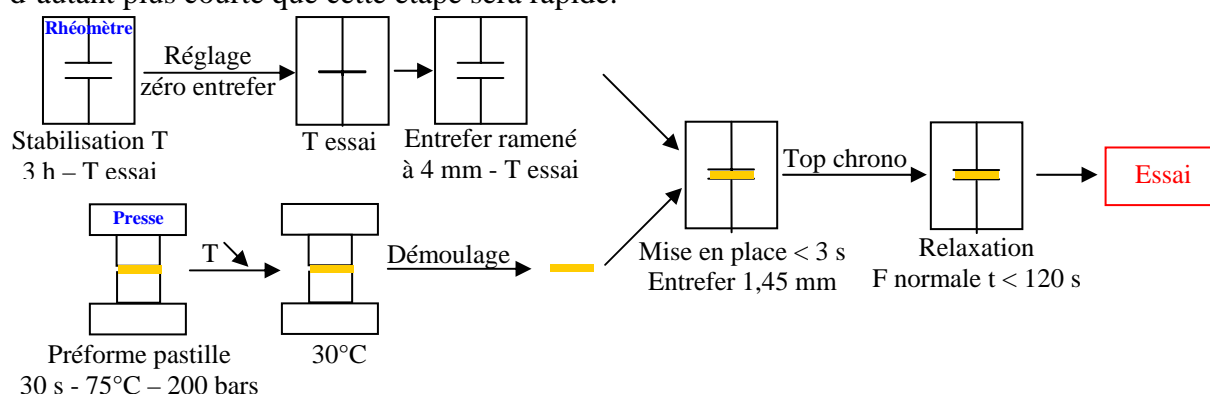 d'autant plus courte que cette étape sera rapide.
Rhéomètre
Réglage
zéro entrefer
Stabilisation T
3 h – T essai
T essai
Entrefer ramené
à 4 mm - T essai
Presse
T
Démoulage
Préforme pastille
30 s - 75°C – 200 bars
30°C
Mise en place < 3 s
Entrefer 1,45 mm
Top chrono
Relaxation
F normale t < 120 s
Essai